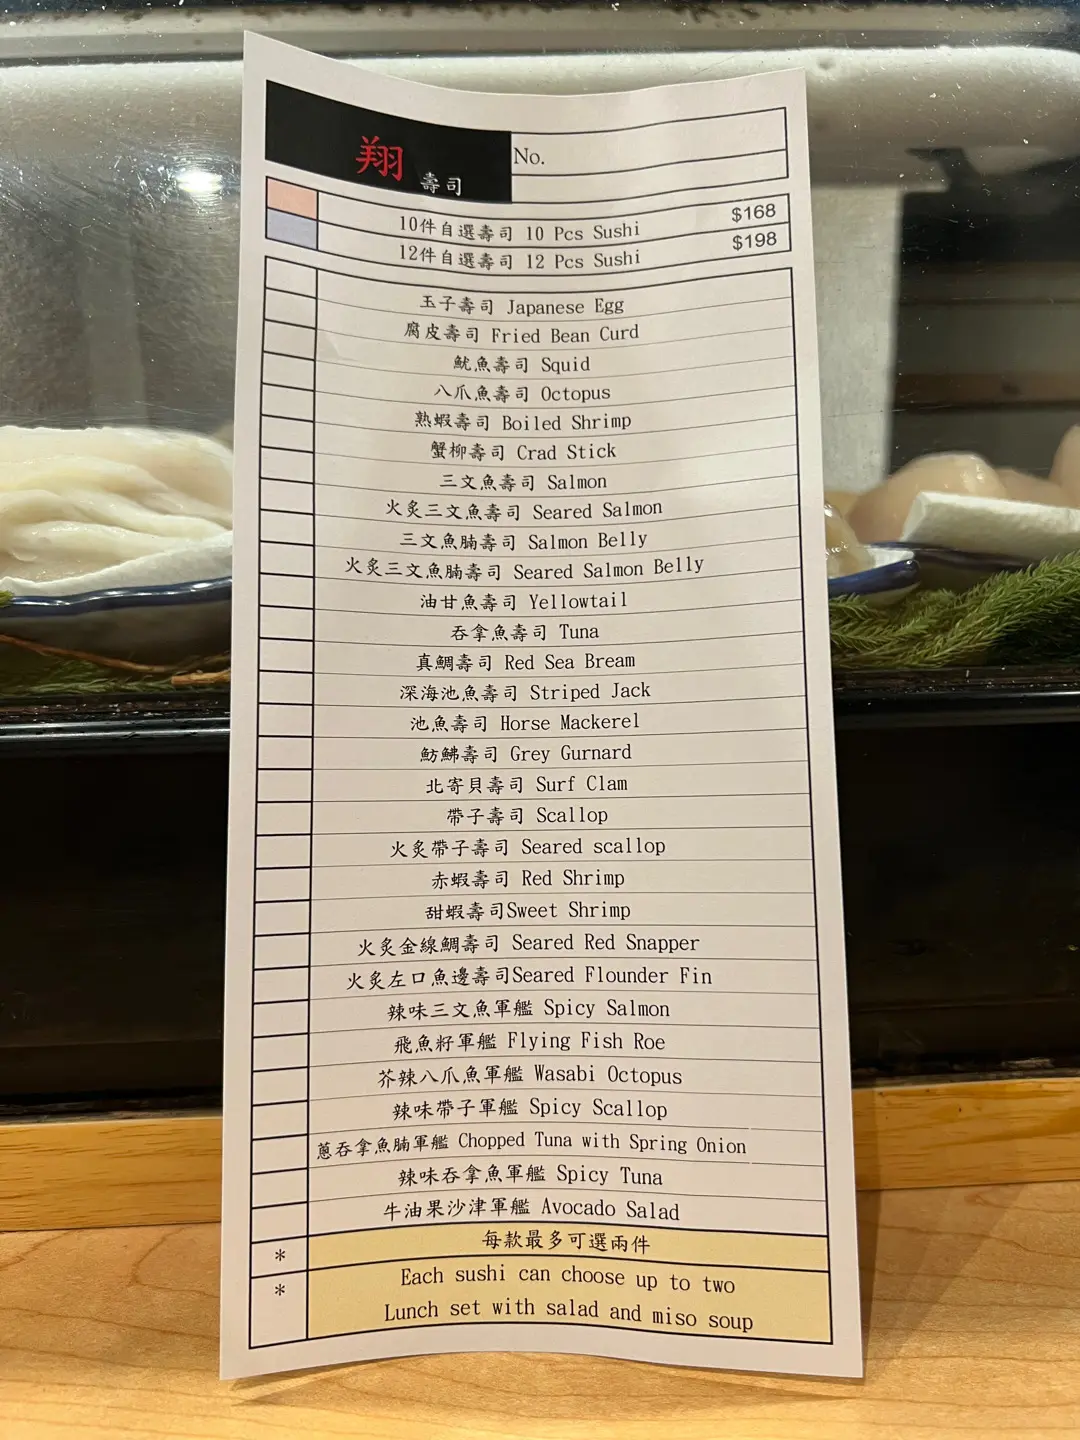 翔
壽司
No.
10件自選壽司 10 Pcs Sushi $168
12件自選壽司 12 Pcs Sushi $198
玉子壽司 Japanese Egg
腐皮壽司 Fried Bean Curd
魷魚壽司 Squid
八爪魚壽司 Octopus
熟蝦壽司 Boiled Shrimp
蟹柳壽司 Crad Stick
三文魚壽司 Salmon
火炙三文魚壽司 Seared Salmon
三文魚腩壽司 Salmon Belly
火炙三文魚腩壽司 Seared Salmon Belly
油甘魚壽司 Yellowtail
吞拿魚壽司 Tuna
真鯛壽司 Red Sea Bream
深海池魚壽司 Striped Jack
池魚壽司 Horse Mackerel
魴鮄壽司 Grey Gurnard
北寄貝壽司 Surf Clam
帶子壽司 Scallop
火炙帶子壽司 Seared scallop
赤蝦壽司 Red Shrimp
甜蝦壽司Sweet Shrimp
火炙金線鯛壽司 Seared Red Snapper
火炙左口魚邊壽司Seared Flounder Fin
辣味三文魚軍艦 Spicy Salmon
飛魚籽軍艦 Flying Fish Roe
芥辣八爪魚軍艦 Wasabi Octopus
辣味帶子軍艦 Spicy Scallop
蔥吞拿魚腩軍艦 Chopped Tuna with Spring Onion
辣味吞拿魚軍艦 Spicy Tuna
牛油果沙津軍艦 Avocado Salad
* 每款最多可選兩件
* Each sushi can choose up to two
Lunch set with salad and miso soup